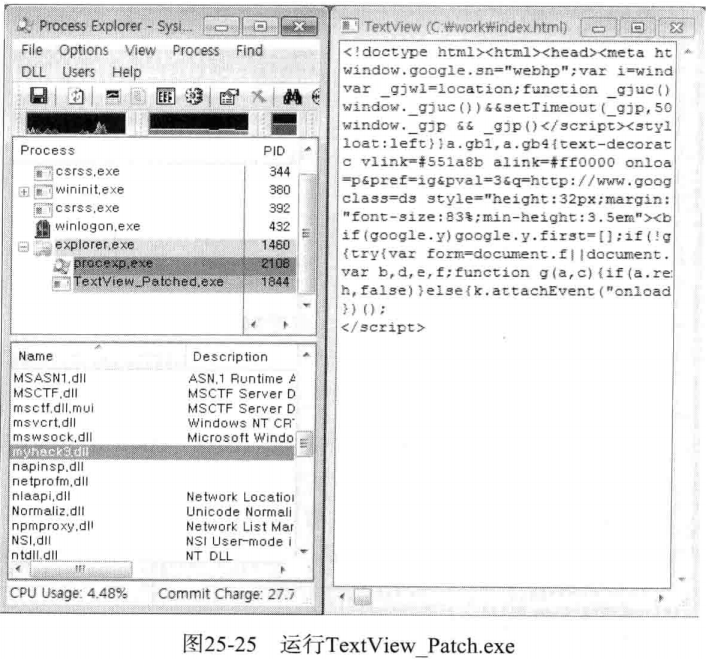 Process Explorer - Sysi...
File Options View Process Find
DLL Users Help
Process PID
csrss.exe 344
wininit.exe 380
csrss.exe 392
winlogon.exe 432
explorer.exe 1460
procexp.exe 2108
TextView_Patched.exe 1844
Name Description
MSASN1.dll ASN.1 Runtime A
MSCTF.dll MSCTF Server D
msctf.dll.mui MSCTF Server D
msvcrt.dll Windows NT CRT
mswsock.dll Microsoft Windo
myhack3.dll
napinsp.dll
netprofm.dll
nlaapi.dll Network Location
Normaliz.dll Unicode Normali
npmproxy.dll Network List Man
NSI.dll NSI User-mode i
ntdll.dll NT DLL
CPU Usage: 4.48% Commit Charge: 27.7
TextView (C:₩work₩index.html)
<!doctype html><html><head><meta ht
window.google.sn="webhp";var i=wind
var _gjwl=location;function _gjuc()
window._gjuc())&&setTimeout(_gjp,50
window._gjp && _gjp()</script><styl
loat:left}}a.gb1,a.gb4{text-decorat
c vlink=#551a8b alink=#ff0000 onloa
=p&pref=ig&pval=3&q=http://www.goog
class=ds style="height:32px;margin:
"font-size:83%;min-height:3.5em"><b
if(google.y)google.y.first=[];if(!g
{try{var form=document.f||document.
var b,d,e,f;function g(a,c){if(a.re
h,false)}else{k.attachEvent("onload
})();
</script>
图25-25 运行TextView_Patch.exe